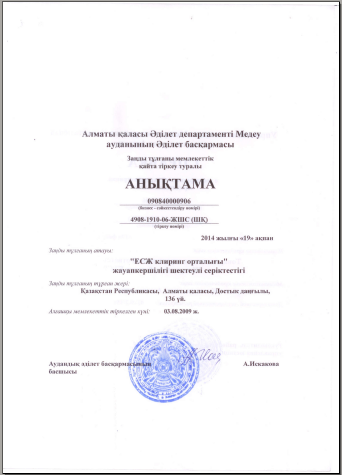 Алматы қаласы Әділет департаменті Медеу
ауданының Әділет басқармасы
Заңды тұлғаны мемлекеттік
қайта тіркеу туралы
АНЫҚТАМА
090840000906
(бизнес - сәйкестендіру нөмірі)
4908-1910-06-ЖШС (ШҚ)
(тіркеу нөмірі)
2014 жылғы «19» ақпан
Заңды тұлғаның атауы:
"ЕСЖ клиринг орталығы"
жауапкершілігі шектеулі серіктестігі
Заңды тұлғаның тұрған жері:
Қазақстан Республикасы, Алматы қаласы, Достық даңғылы,
136 үй.
Алғашқы мемлекеттік тіркелген күні: 03.08.2009 ж.
Аудандық әділет басқармасының А.Искакова
басшысы